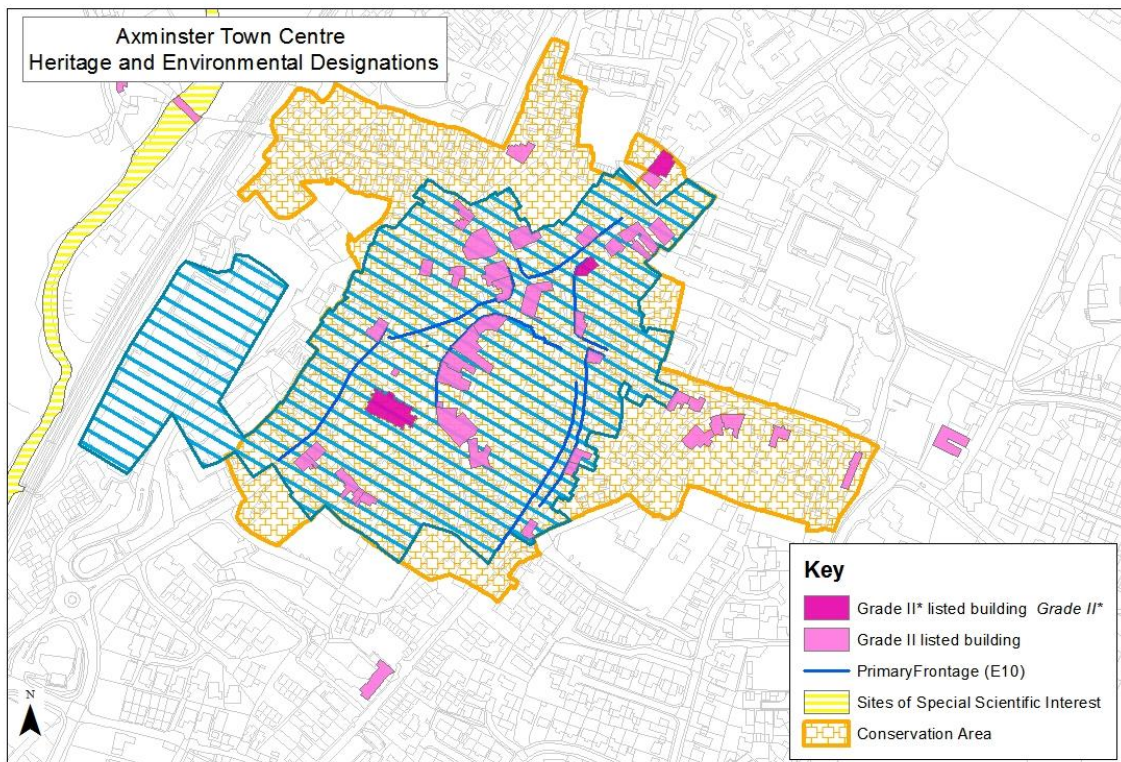 Axminster Town Centre
Heritage and Environmental Designations
N
Key
Grade II* listed building Grade II*
Grade II listed building
PrimaryFrontage (E10)
Sites of Special Scientific Interest
Conservation Area